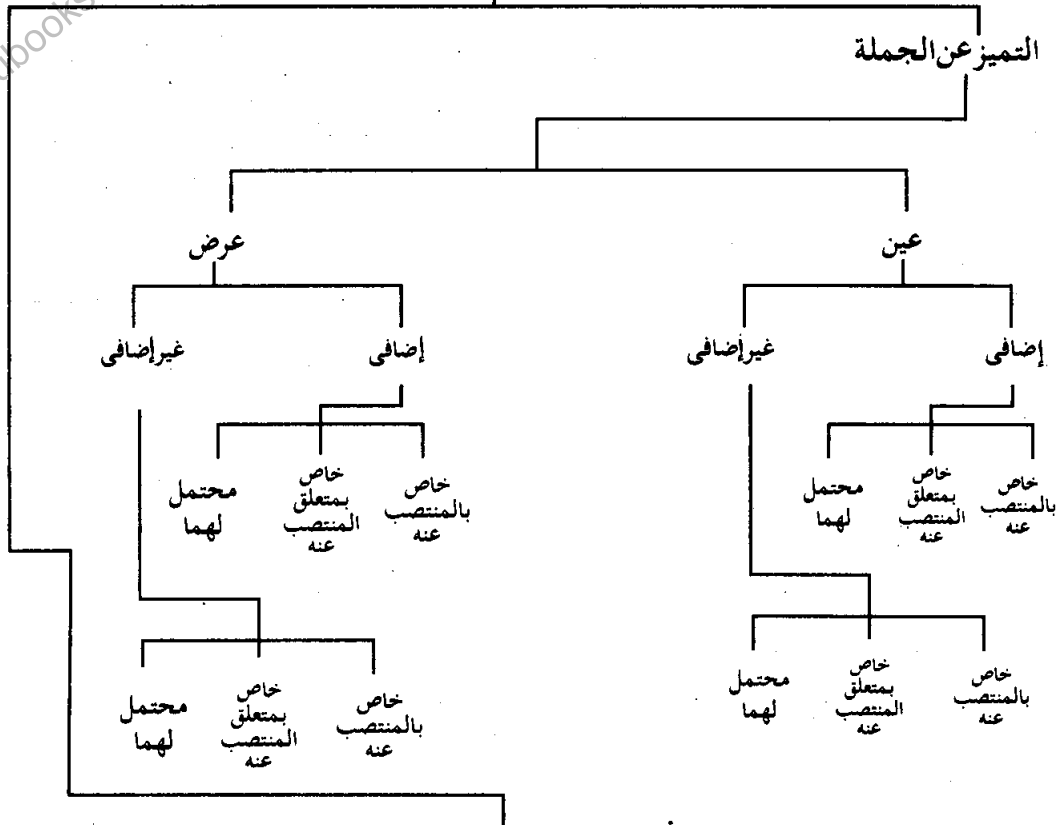 التميز عن الجملة
عين
عرض
إضافى
غير إضافى
إضافى
غير إضافى
خاص
بالمنتصب
عنه
خاص
بمتعلق
المنتصب
عنه
محتمل
لهما
خاص
بالمنتصب
عنه
خاص
بمتعلق
المنتصب
عنه
محتمل
لهما
خاص
بالمنتصب
عنه
خاص
بمتعلق
المنتصب
عنه
محتمل
لهما
خاص
بالمنتصب
عنه
خاص
بمتعلق
المنتصب
عنه
محتمل
لهما